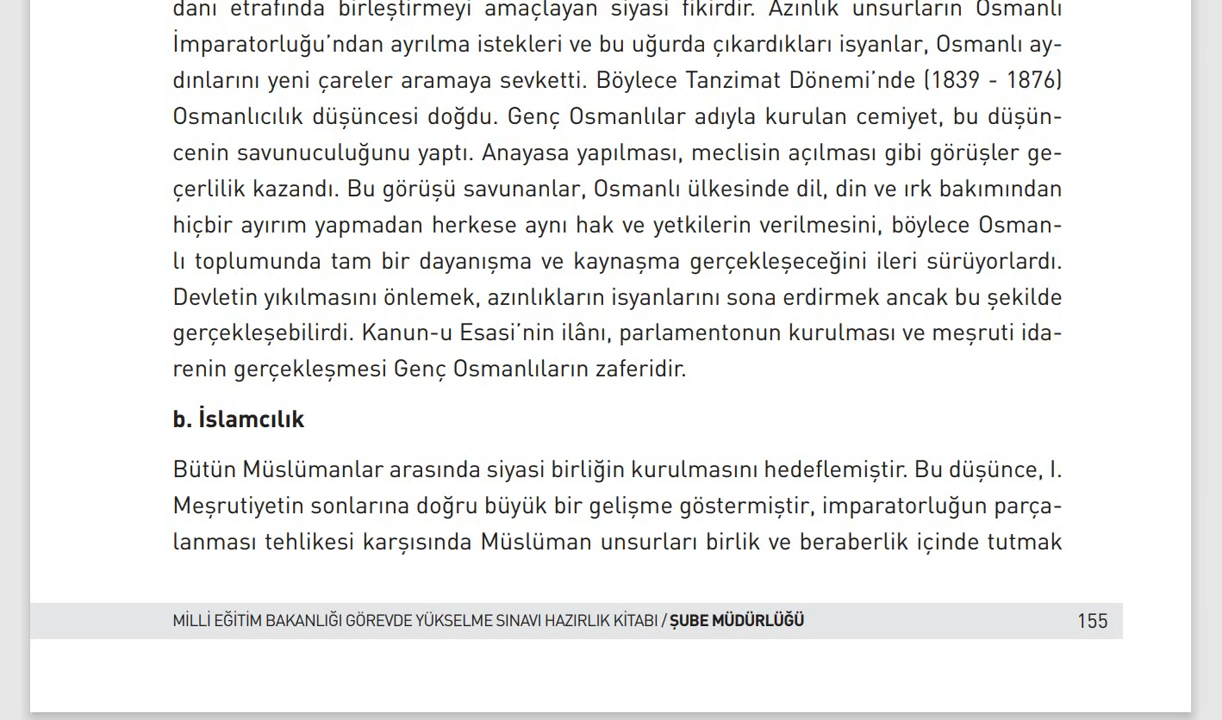 danı etrafında birleştirmeyi amaçlayan siyasi fikirdir. Azınlık unsurların Osmanlı
İmparatorluğu’ndan ayrılma istekleri ve bu uğurda çıkardıkları isyanlar, Osmanlı ay-
dınlarını yeni çareler aramaya sevketti. Böylece Tanzimat Dönemi’nde (1839 - 1876)
Osmanlıcılık düşüncesi doğdu. Genç Osmanlılar adıyla kurulan cemiyet, bu düşün-
cenin savunuculuğunu yaptı. Anayasa yapılması, meclisin açılması gibi görüşler ge-
çerlilik kazandı. Bu görüşü savunanlar, Osmanlı ülkesinde dil, din ve ırk bakımından
hiçbir ayırım yapmadan herkese aynı hak ve yetkilerin verilmesini, böylece Osman-
lı toplumunda tam bir dayanışma ve kaynaşma gerçekleşeceğini ileri sürüyorlardı.
Devletin yıkılmasını önlemek, azınlıkların isyanlarını sona erdirmek ancak bu şekilde
gerçekleşebilirdi. Kanun-u Esasi’nin ilânı, parlamentonun kurulması ve meşruti ida-
renin gerçekleşmesi Genç Osmanlıların zaferidir.
b. İslamcılık
Bütün Müslümanlar arasında siyasi birliğin kurulmasını hedeflemiştir. Bu düşünce, I.
Meşrutiyetin sonlarına doğru büyük bir gelişme göstermiştir, imparatorluğun parça-
lanması tehlikesi karşısında Müslüman unsurları birlik ve beraberlik içinde tutmak
MİLLİ EĞİTİM BAKANLIĞI GÖREVDE YÜKSELME SINAVI HAZIRLIK KİTABI / ŞUBE MÜDÜRLÜĞÜ 155